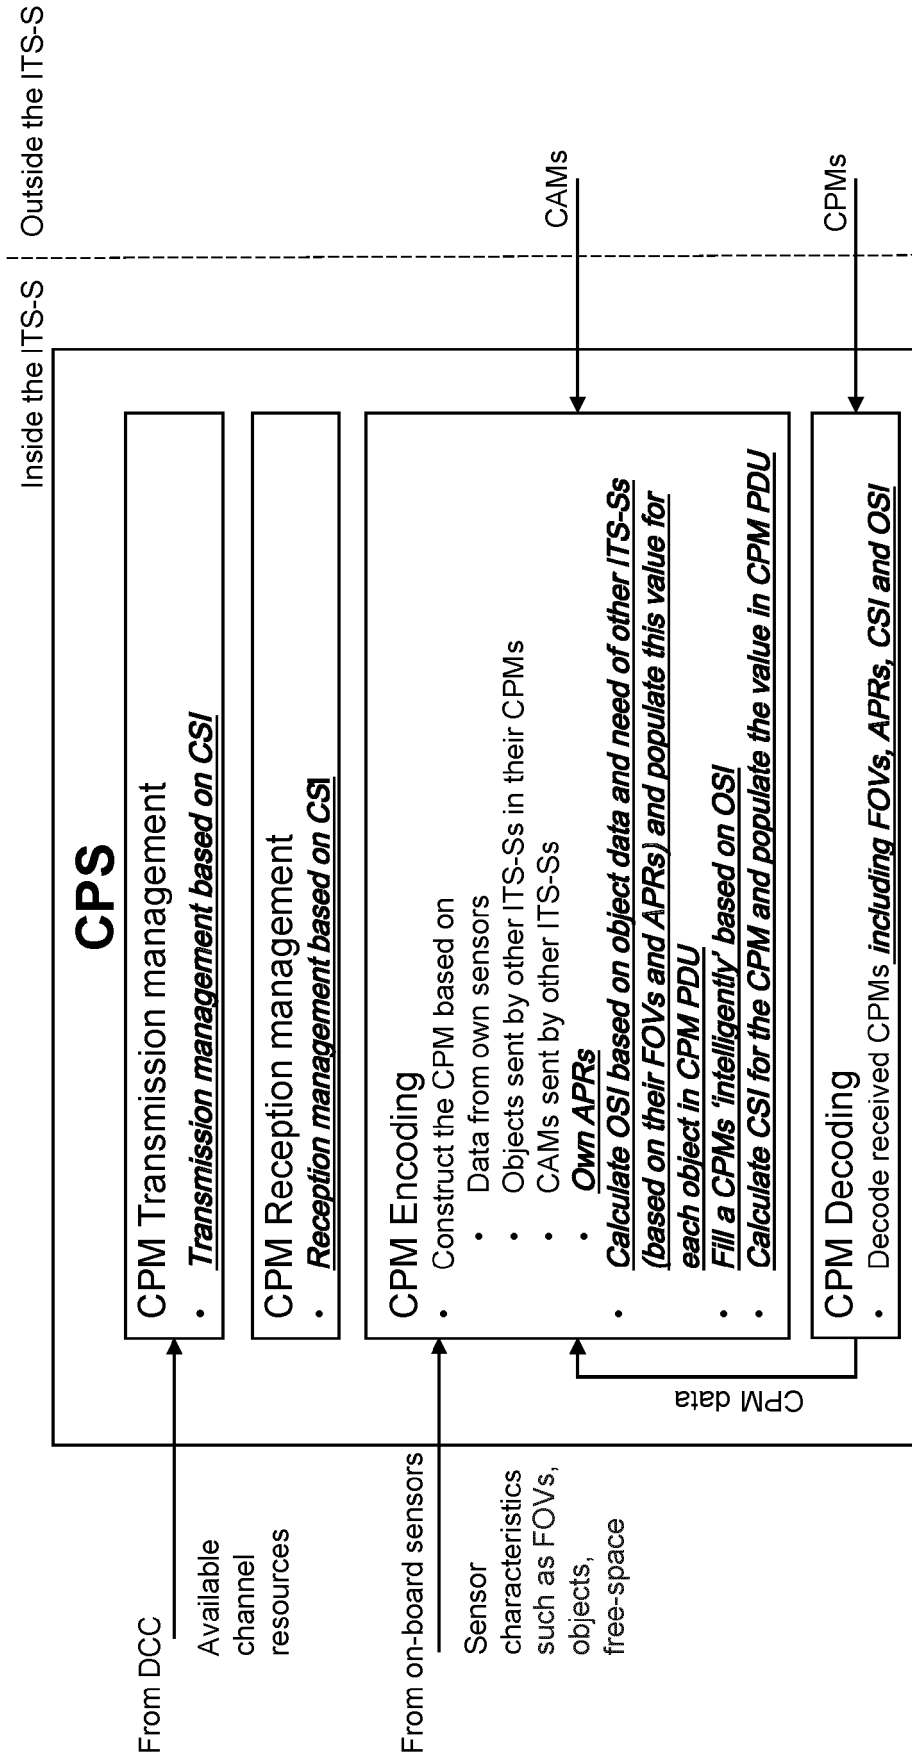 Inside the ITS-S
Outside the ITS-S
CPS
From DCC
Available
channel
resources
CPM Transmission management
• Transmission management based on CSI
CPM Reception management
• Reception management based on CSI
From on-board sensors
Sensor
characteristics
such as FOVs,
objects,
free-space
CPM Encoding
• Construct the CPM based on
• Data from own sensors
• Objects sent by other ITS-Ss in their CPMs
• CAMs sent by other ITS-Ss
• Own APRs
• Calculate OSI based on object data and need of other ITS-Ss
(based on their FOVs and APRs) and populate this value for
each object in CPM PDU
• Fill a CPMs ‘intelligently’ based on OSI
• Calculate CSI for the CPM and populate the value in CPM PDU
CAMs
CPM data
CPM Decoding
• Decode received CPMs including FOVs, APRs, CSI and OSI
CPMs